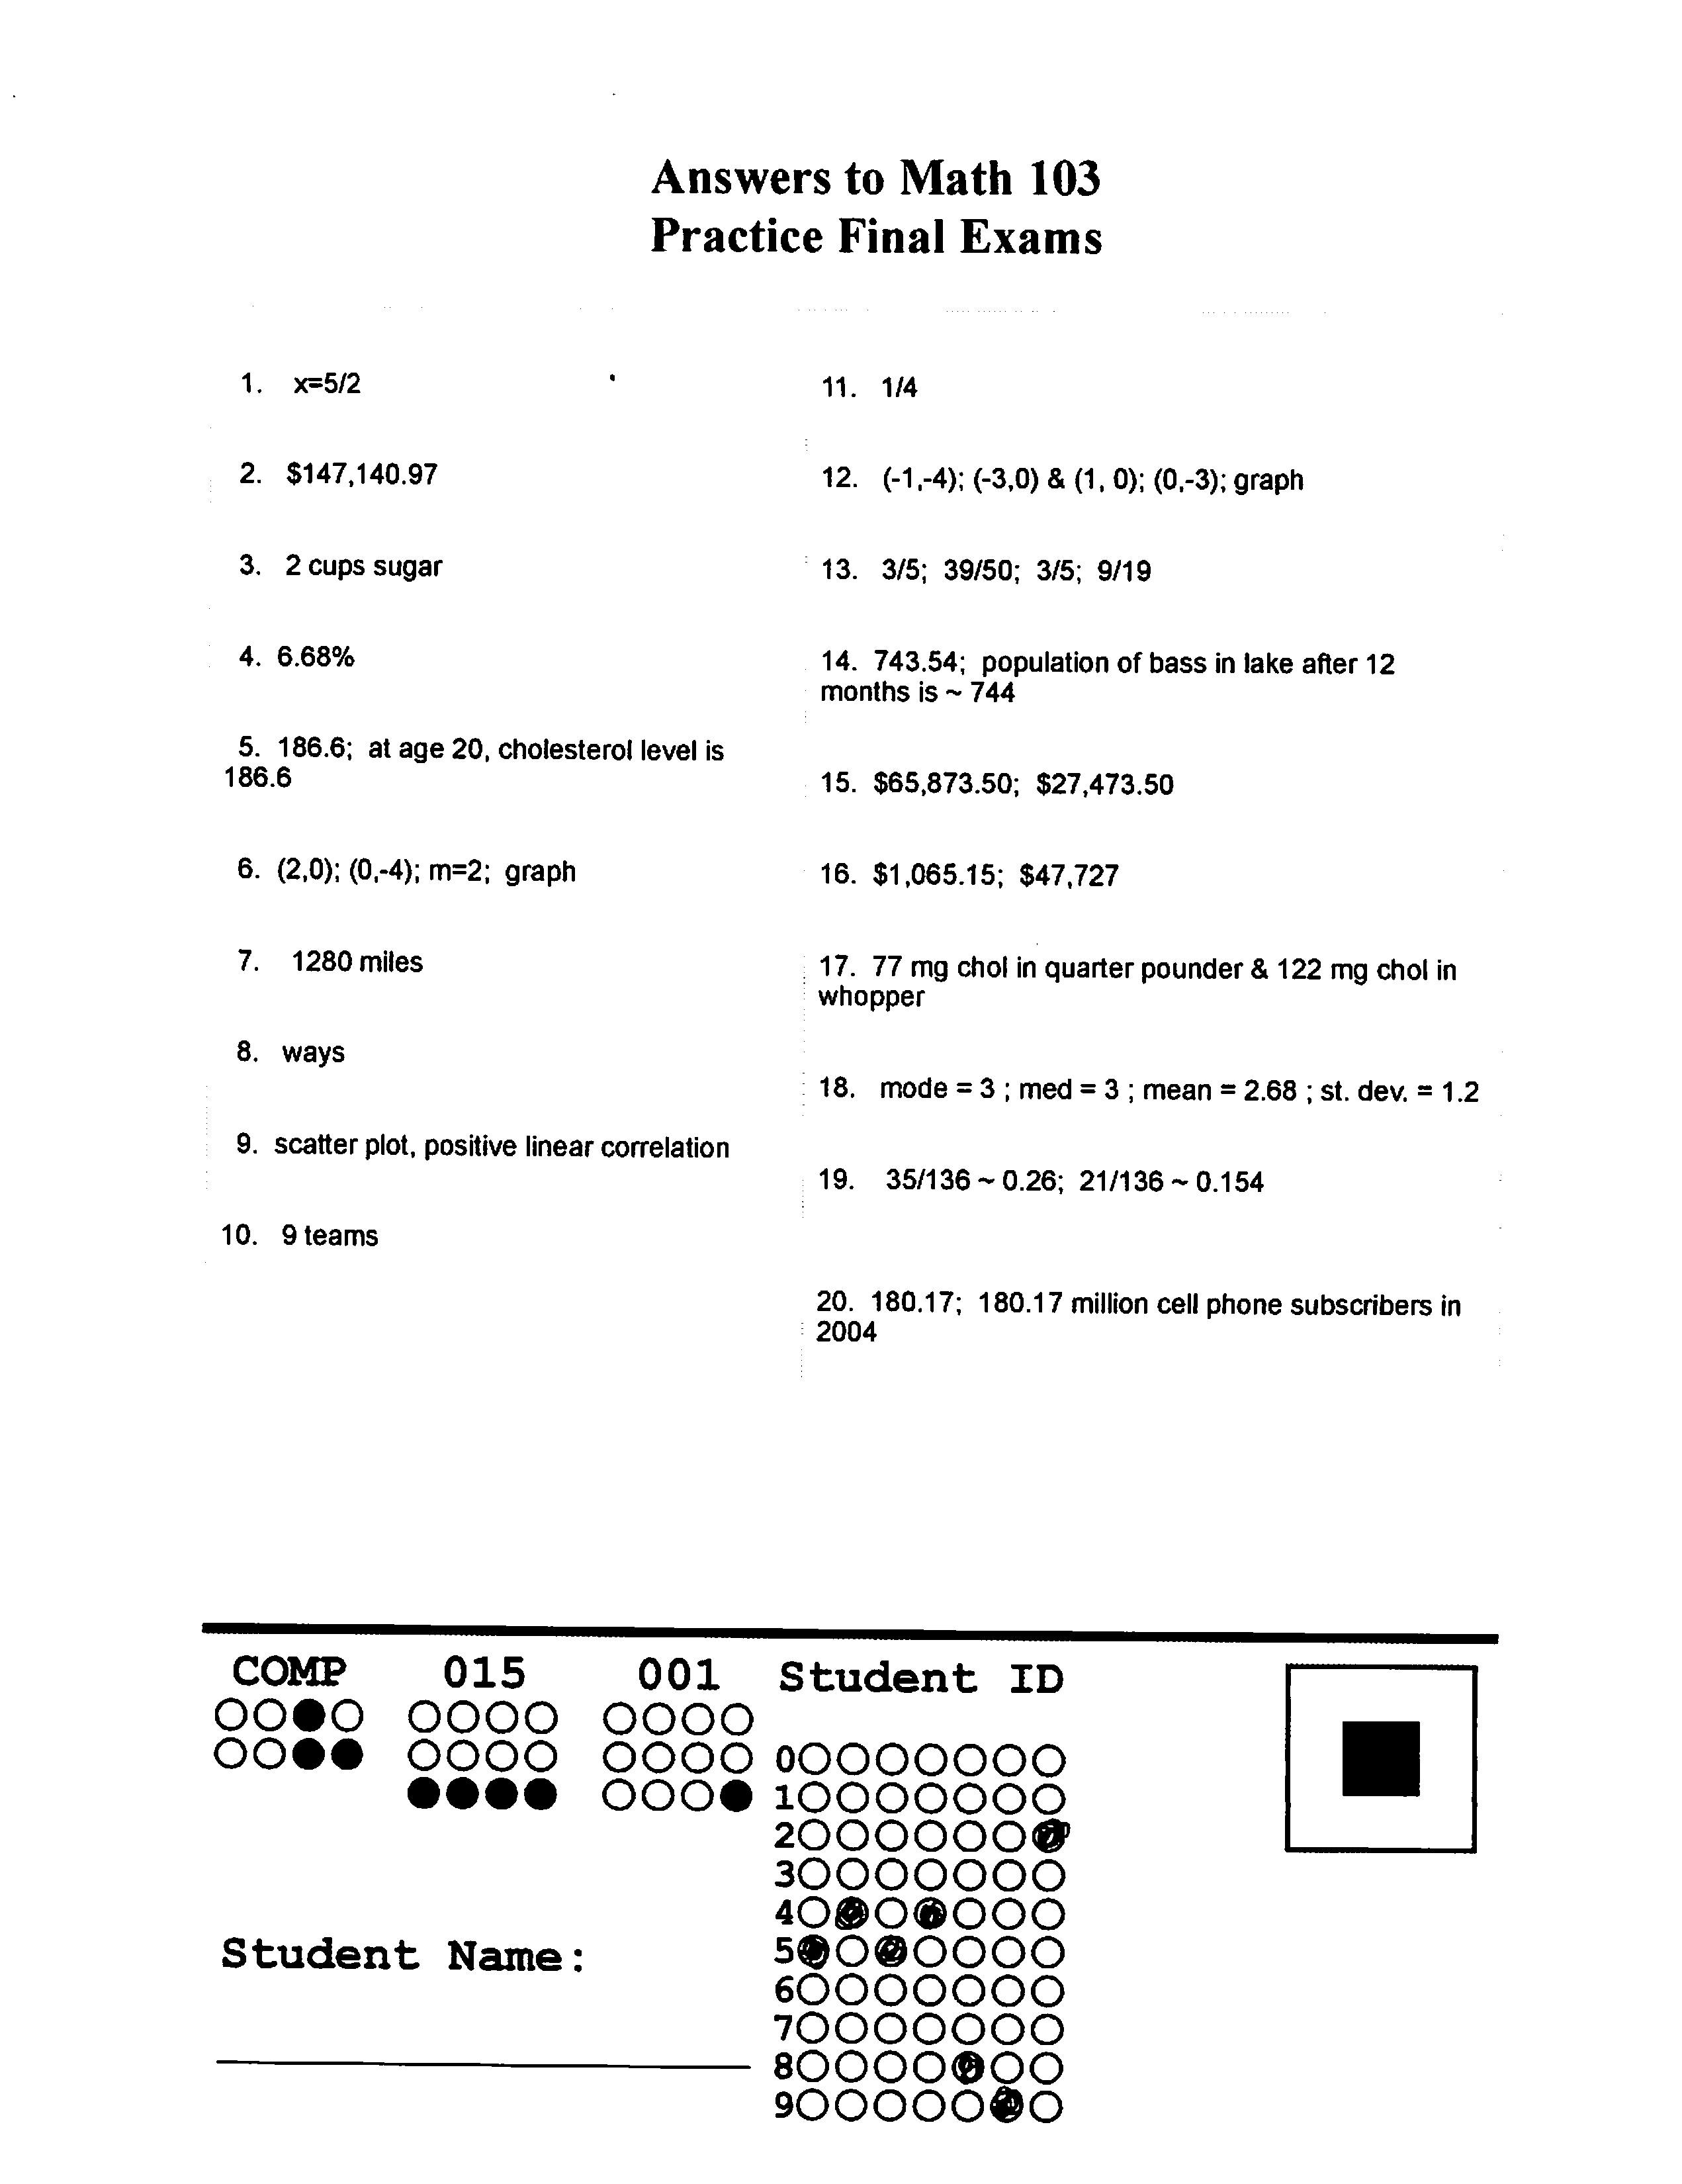 Answers to Math 103
Practice Final Exams
1. x=5/2
2. $147,140.97
3. 2 cups sugar
4. 6.68%
5. 186.6; at age 20, cholesterol level is
186.6
6. (2,0); (0,-4); m=2; graph
7. 1280 miles
8. ways
9. scatter plot, positive linear correlation
10. 9 teams
11. 1/4
12. (-1,-4); (-3,0) & (1, 0); (0,-3); graph
13. 3/5; 39/50; 3/5; 9/19
14. 743.54; population of bass in lake after 12
months is ~ 744
15. $65,873.50; $27,473.50
16. $1,065.15; $47,727
17. 77 mg chol in quarter pounder & 122 mg chol in
whopper
18. mode = 3 ; med = 3 ; mean = 2.68 ; st. dev. = 1.2
19. 35/136 ~ 0.26; 21/136 ~ 0.154
20. 180.17; 180.17 million cell phone subscribers in
2004
COMP 015 001 Student ID
0
1
2
3
4
5
6
7
8
9
Student Name: